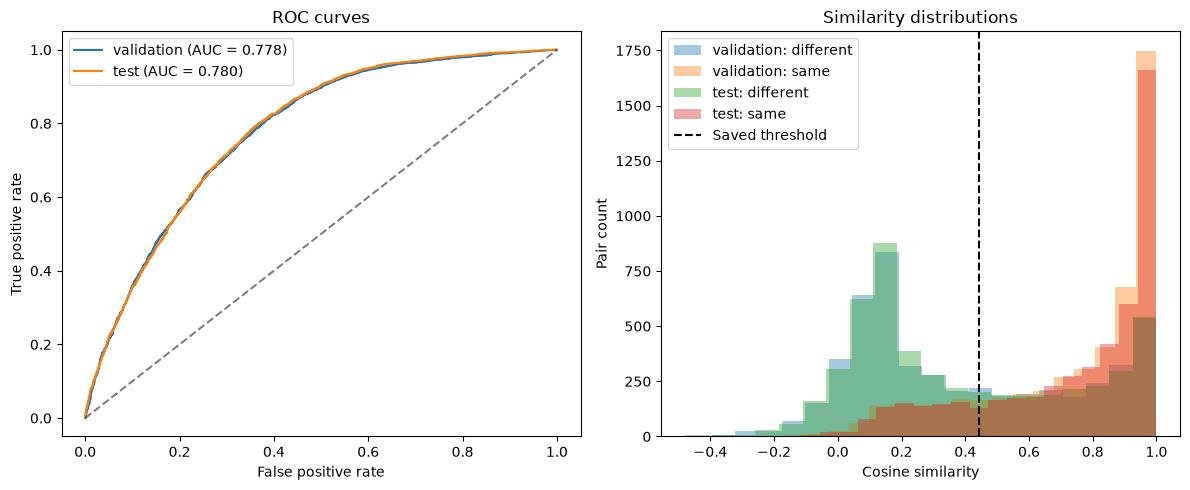 ROC curves
validation (AUC = 0.778)
test (AUC = 0.780)
True positive rate
1.0
0.8
0.6
0.4
0.2
0.0
0.0 0.2 0.4 0.6 0.8 1.0
False positive rate
Similarity distributions
validation: different
validation: same
test: different
test: same
Saved threshold
Pair count
1750
1500
1250
1000
750
500
250
0
−0.4 −0.2 0.0 0.2 0.4 0.6 0.8 1.0
Cosine similarity